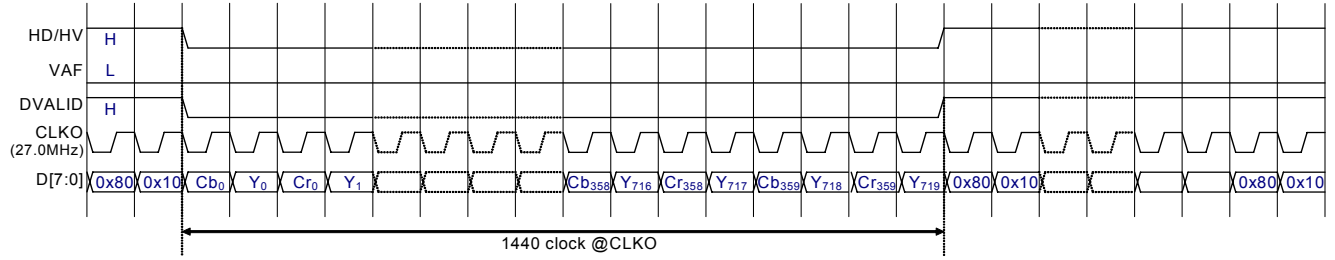 HD/HV H
VAF L
DVALID H
CLKO
(27.0MHz)
D[7:0] 0x80 0x10 Cb0 Y0 Cr0 Y1 Cb358 Y716 Cr358 Y717 Cb359 Y718 Cr359 Y719 0x80 0x10 0x80 0x10
1440 clock @CLKO